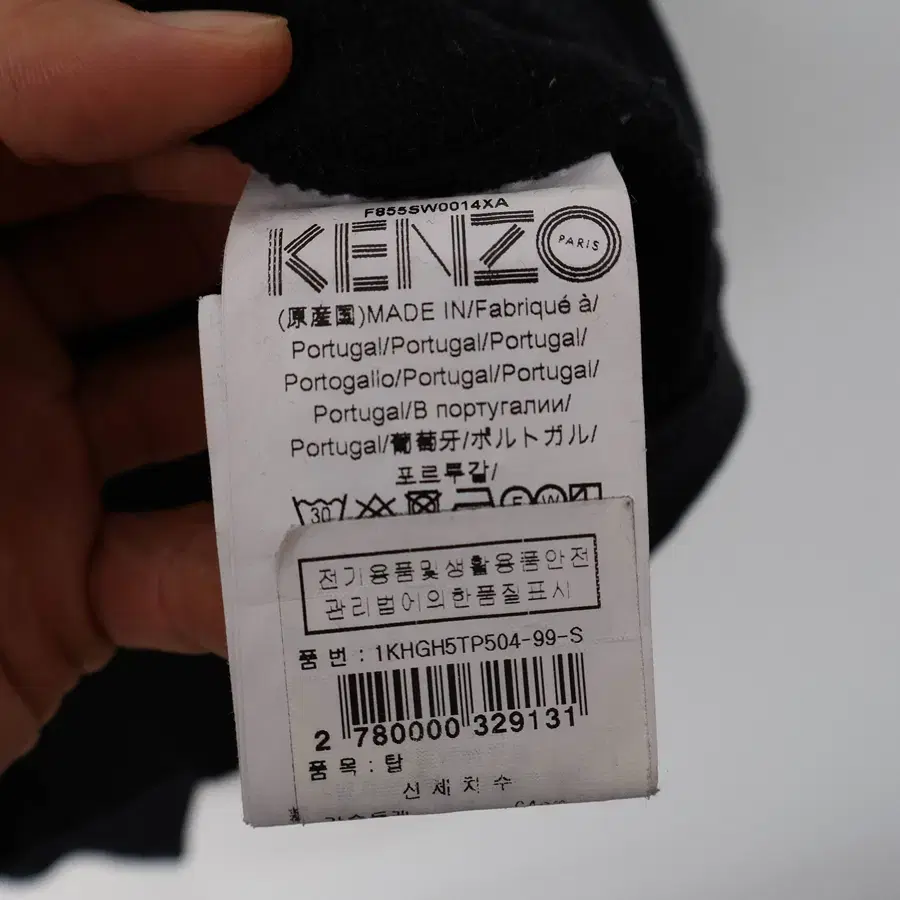 F855SW0014XA
KENZO
PARIS
(原産国)MADE IN/Fabriqué à/
Portugal/Portugal/Portugal/
Portogallo/Portugal/Portugal/
Portugal/В португалии/
Portugal/葡萄牙/ポルトガル/
포르투갈/
30
전기용품및생활용품안전
관리법어의한품질표시
품 번 : 1KHGH5TP504-99-S
2 780000 329131
품 목 : 탑
신 체 치 수